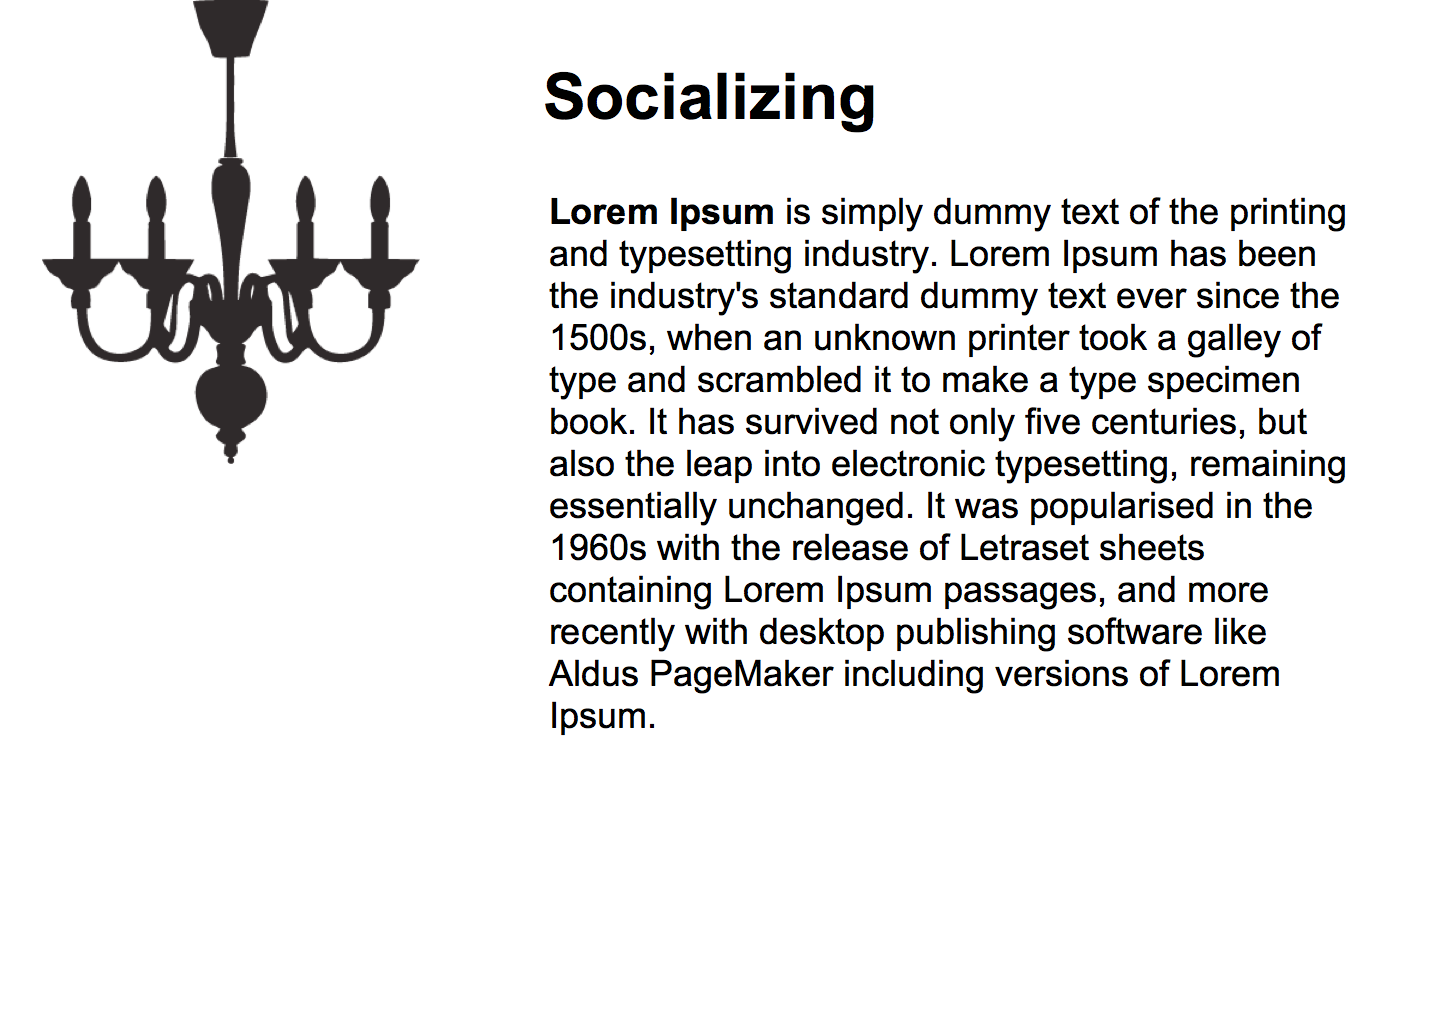 Socializing
Lorem Ipsum is simply dummy text of the printing
and typesetting industry. Lorem Ipsum has been
the industry's standard dummy text ever since the
1500s, when an unknown printer took a galley of
type and scrambled it to make a type specimen
book. It has survived not only five centuries, but
also the leap into electronic typesetting, remaining
essentially unchanged. It was popularised in the
1960s with the release of Letraset sheets
containing Lorem Ipsum passages, and more
recently with desktop publishing software like
Aldus PageMaker including versions of Lorem
Ipsum.